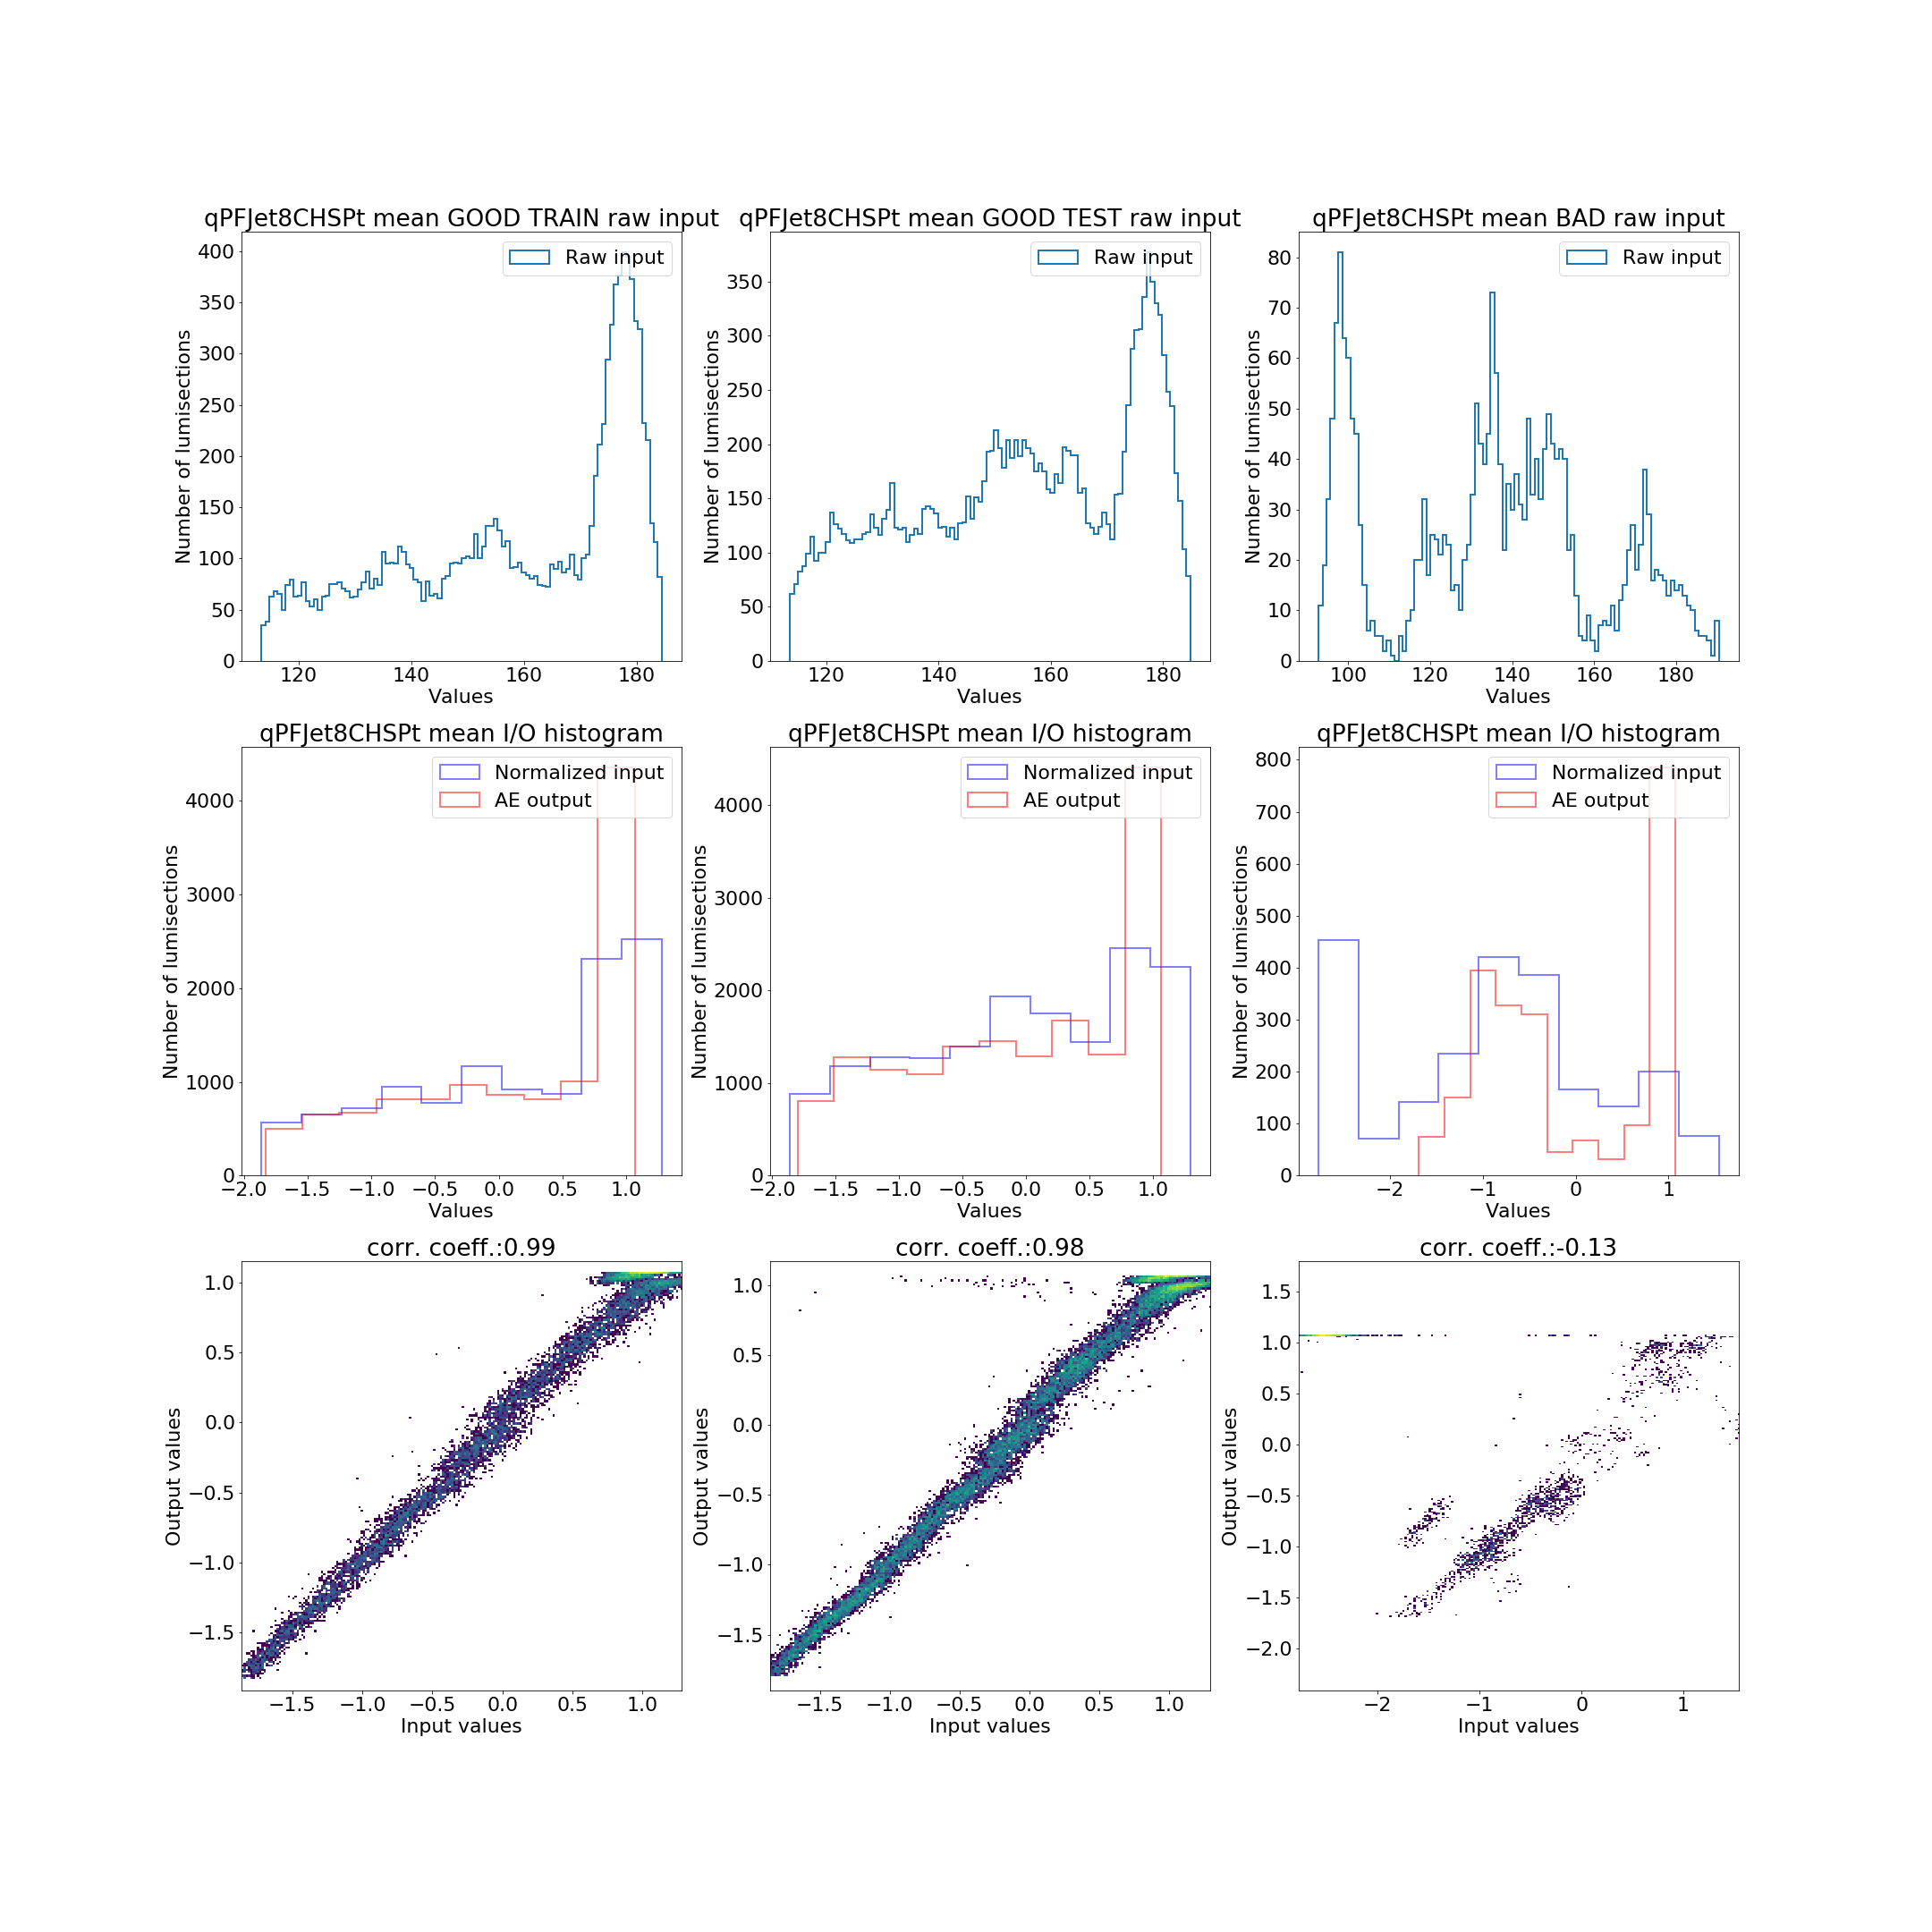 qPFJet8CHSPt mean GOOD TRAIN raw input
qPFJet8CHSPt mean GOOD TEST raw input
qPFJet8CHSPt mean BAD raw input
Raw input
Raw input
Raw input
Number of lumisections
400
350
300
250
200
150
100
50
0
120 140 160 180
Values
Number of lumisections
350
300
250
200
150
100
50
0
120 140 160 180
Values
Number of lumisections
80
70
60
50
40
30
20
10
0
100 120 140 160 180
Values
qPFJet8CHSPt mean I/O histogram
qPFJet8CHSPt mean I/O histogram
qPFJet8CHSPt mean I/O histogram
Normalized input
AE output
Normalized input
AE output
Normalized input
AE output
Number of lumisections
4000
3000
2000
1000
0
−2.0 −1.5 −1.0 −0.5 0.0 0.5 1.0
Values
Number of lumisections
4000
3000
2000
1000
0
−2.0 −1.5 −1.0 −0.5 0.0 0.5 1.0
Values
Number of lumisections
800
700
600
500
400
300
200
100
0
−2 −1 0 1
Values
corr. coeff.:0.99
corr. coeff.:0.98
corr. coeff.:-0.13
Output values
1.0
0.5
0.0
−0.5
−1.0
−1.5
−1.5 −1.0 −0.5 0.0 0.5 1.0
Input values
Output values
1.0
0.5
0.0
−0.5
−1.0
−1.5
−1.5 −1.0 −0.5 0.0 0.5 1.0
Input values
Output values
1.5
1.0
0.5
0.0
−0.5
−1.0
−1.5
−2.0
−2 −1 0 1
Input values